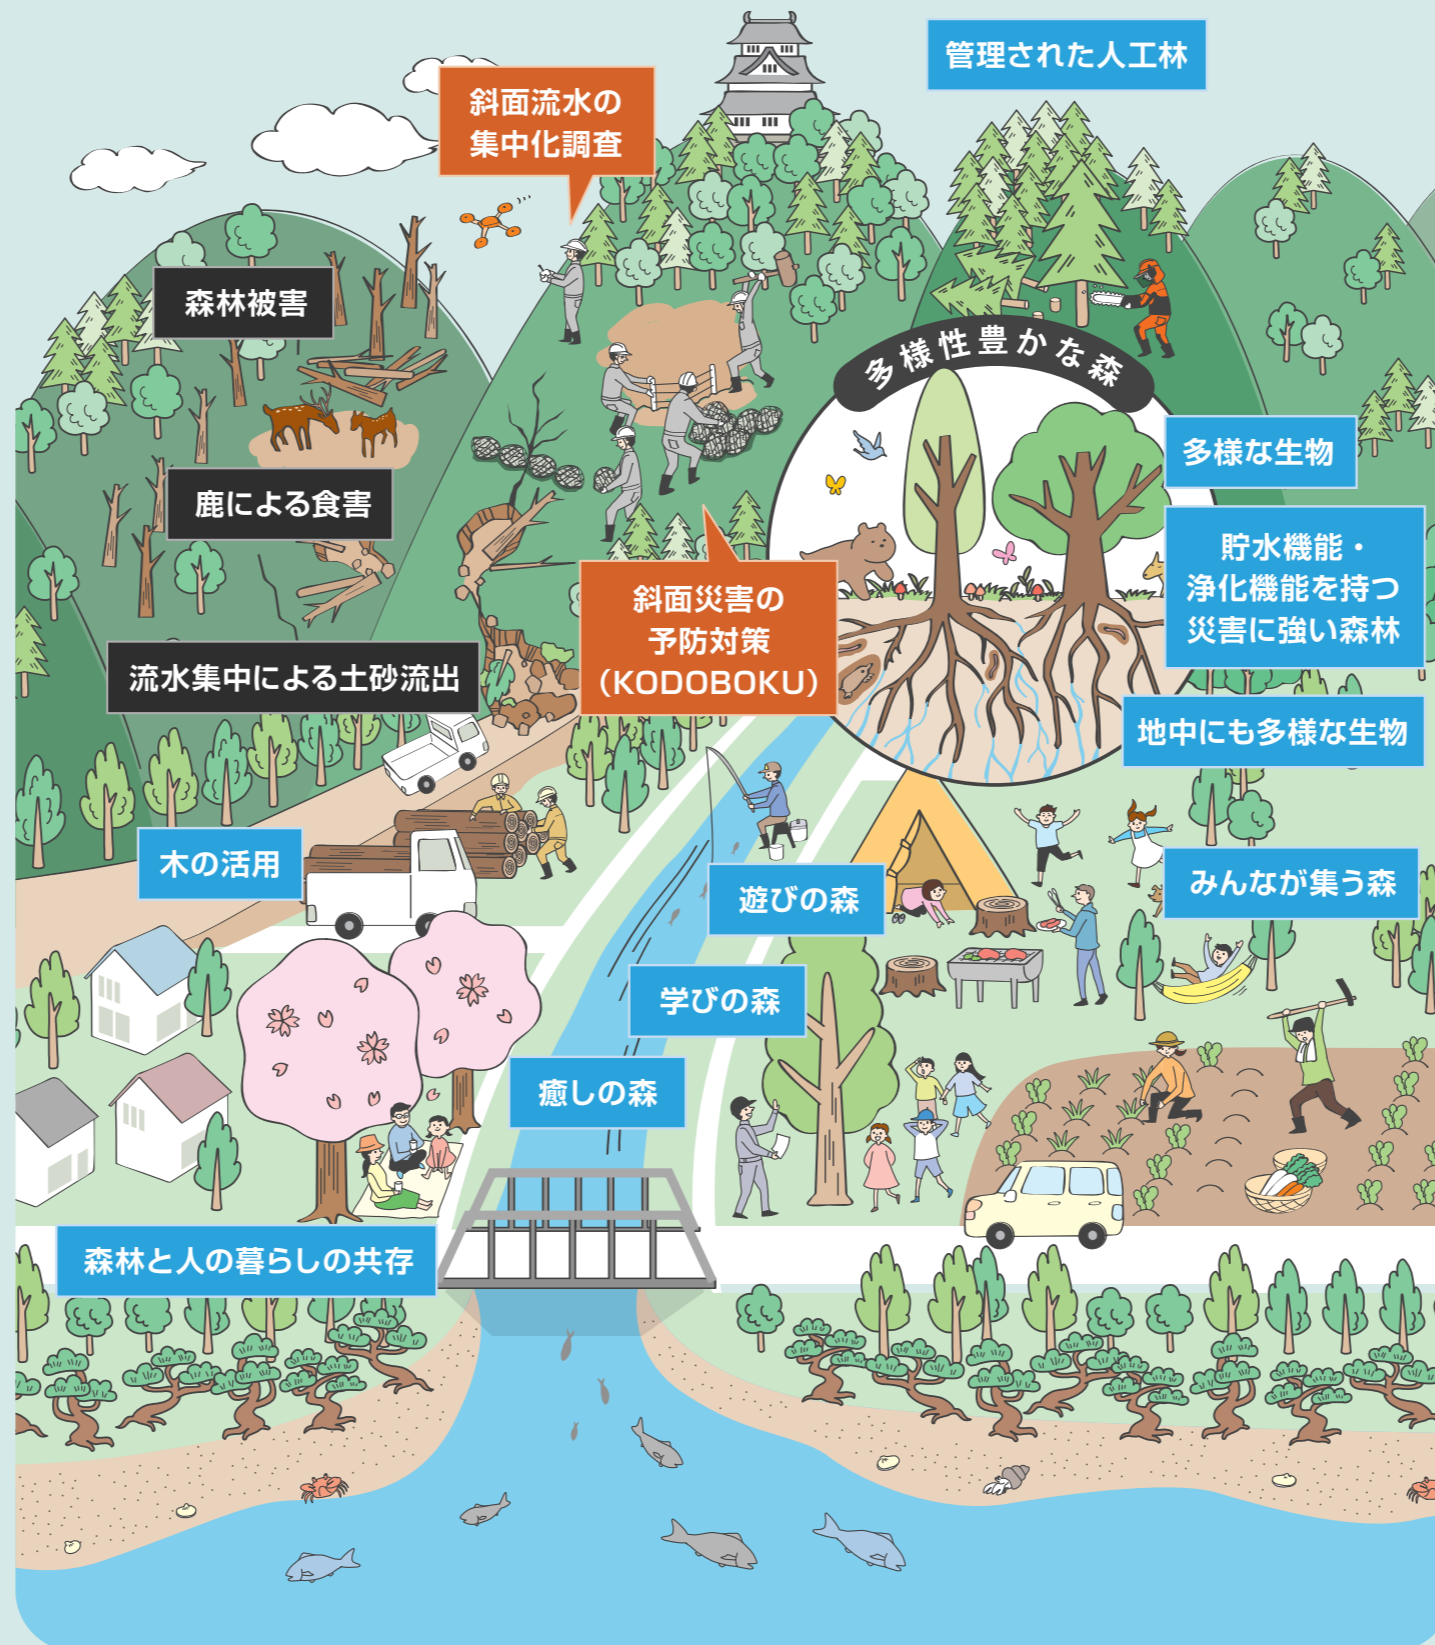 管理された人工林
斜面流水の
集中化調査
森林被害
多様性豊かな森
多様な生物
鹿による食害
貯水機能・
浄化機能を持つ
災害に強い森林
斜面災害の
予防対策
（KODOBOKU）
流水集中による土砂流出
地中にも多様な生物
木の活用
遊びの森
みんなが集う森
学びの森
癒しの森
森林と人の暮らしの共存